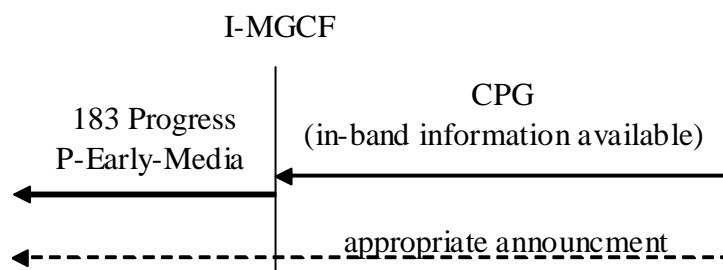 I-MGCF
183 Progress
P-Early-Media
CPG
(in-band information available)
appropriate announcment